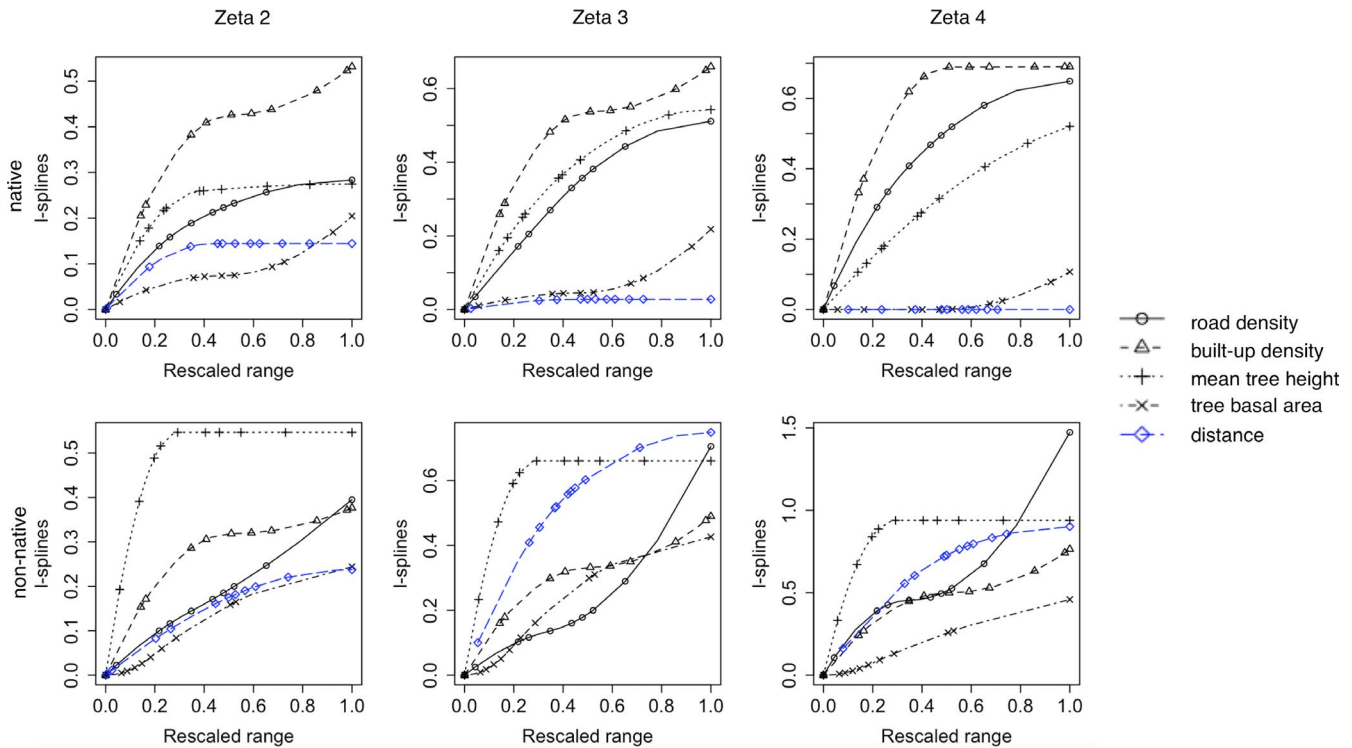 Zeta 2
Zeta 3
Zeta 4
native
I-splines
0.0 0.1 0.2 0.3 0.4 0.5
0.0 0.2 0.4 0.6 0.8 1.0
Rescaled range
I-splines
0.0 0.2 0.4 0.6
0.0 0.2 0.4 0.6 0.8 1.0
Rescaled range
I-splines
0.0 0.2 0.4 0.6
0.0 0.2 0.4 0.6 0.8 1.0
Rescaled range
non-native
I-splines
0.0 0.1 0.2 0.3 0.4 0.5
0.0 0.2 0.4 0.6 0.8 1.0
Rescaled range
I-splines
0.0 0.2 0.4 0.6
0.0 0.2 0.4 0.6 0.8 1.0
Rescaled range
I-splines
0.0 0.5 1.0 1.5
0.0 0.2 0.4 0.6 0.8 1.0
Rescaled range
road density
built-up density
mean tree height
tree basal area
distance